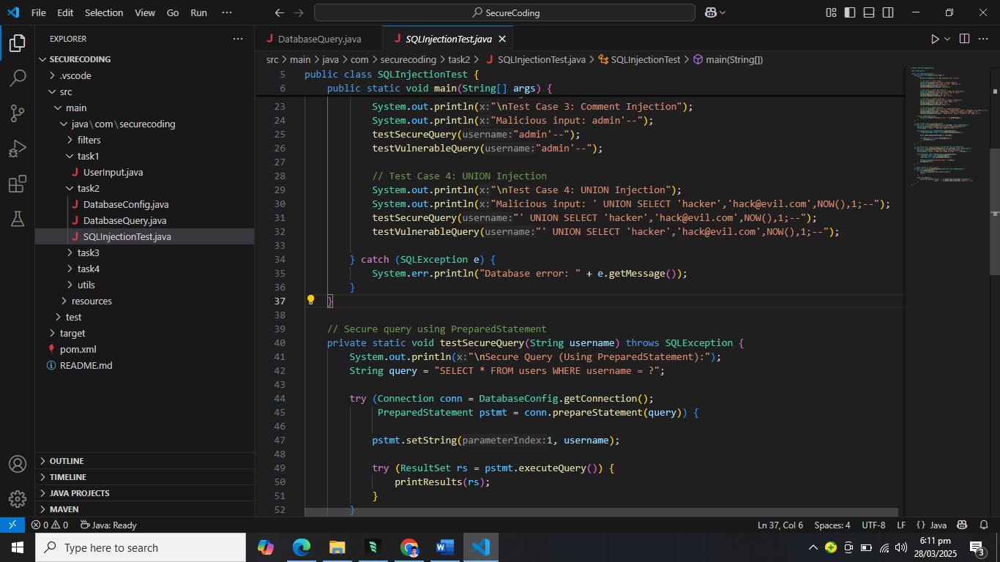 File Edit Selection View Go Run ···
SecureCoding
EXPLORER ···
SECURECODING
.vscode
src
main
java\com\securecoding
filters
task1
UserInput.java
task2
DatabaseConfig.java
DatabaseQuery.java
SQLInjectionTest.java
task3
task4
utils
resources
test
target
pom.xml
README.md
OUTLINE
TIMELINE
JAVA PROJECTS
MAVEN
DatabaseQuery.java
SQLInjectionTest.java
src > main > java > com > securecoding > task2 > SQLInjectionTest.java > SQLInjectionTest > main(String[])
5 public class SQLInjectionTest {
6 public static void main(String[] args) {
23 System.out.println(x:"\nTest Case 3: Comment Injection");
24 System.out.println(x:"Malicious input: admin'--");
25 testSecureQuery(username:"admin'--");
26 testVulnerableQuery(username:"admin'--");
27
28 // Test Case 4: UNION Injection
29 System.out.println(x:"\nTest Case 4: UNION Injection");
30 System.out.println(x:"Malicious input: ' UNION SELECT 'hacker','hack@evil.com',NOW(),1;--");
31 testSecureQuery(username:"' UNION SELECT 'hacker','hack@evil.com',NOW(),1;--");
32 testVulnerableQuery(username:"' UNION SELECT 'hacker','hack@evil.com',NOW(),1;--");
33
34 } catch (SQLException e) {
35 System.err.println("Database error: " + e.getMessage());
36 }
37 }
38
39 // Secure query using PreparedStatement
40 private static void testSecureQuery(String username) throws SQLException {
41 System.out.println(x:"\nSecure Query (Using PreparedStatement):");
42 String query = "SELECT * FROM users WHERE username = ?";
43
44 try (Connection conn = DatabaseConfig.getConnection();
45 PreparedStatement pstmt = conn.prepareStatement(query)) {
46
47 pstmt.setString(parameterIndex:1, username);
48
49 try (ResultSet rs = pstmt.executeQuery()) {
50 printResults(rs);
51 }
52 }
0 0 Java: Ready
Ln 37, Col 6 Spaces: 4 UTF-8 LF {} Java
Type here to search
6:11 pm
28/03/2025
3